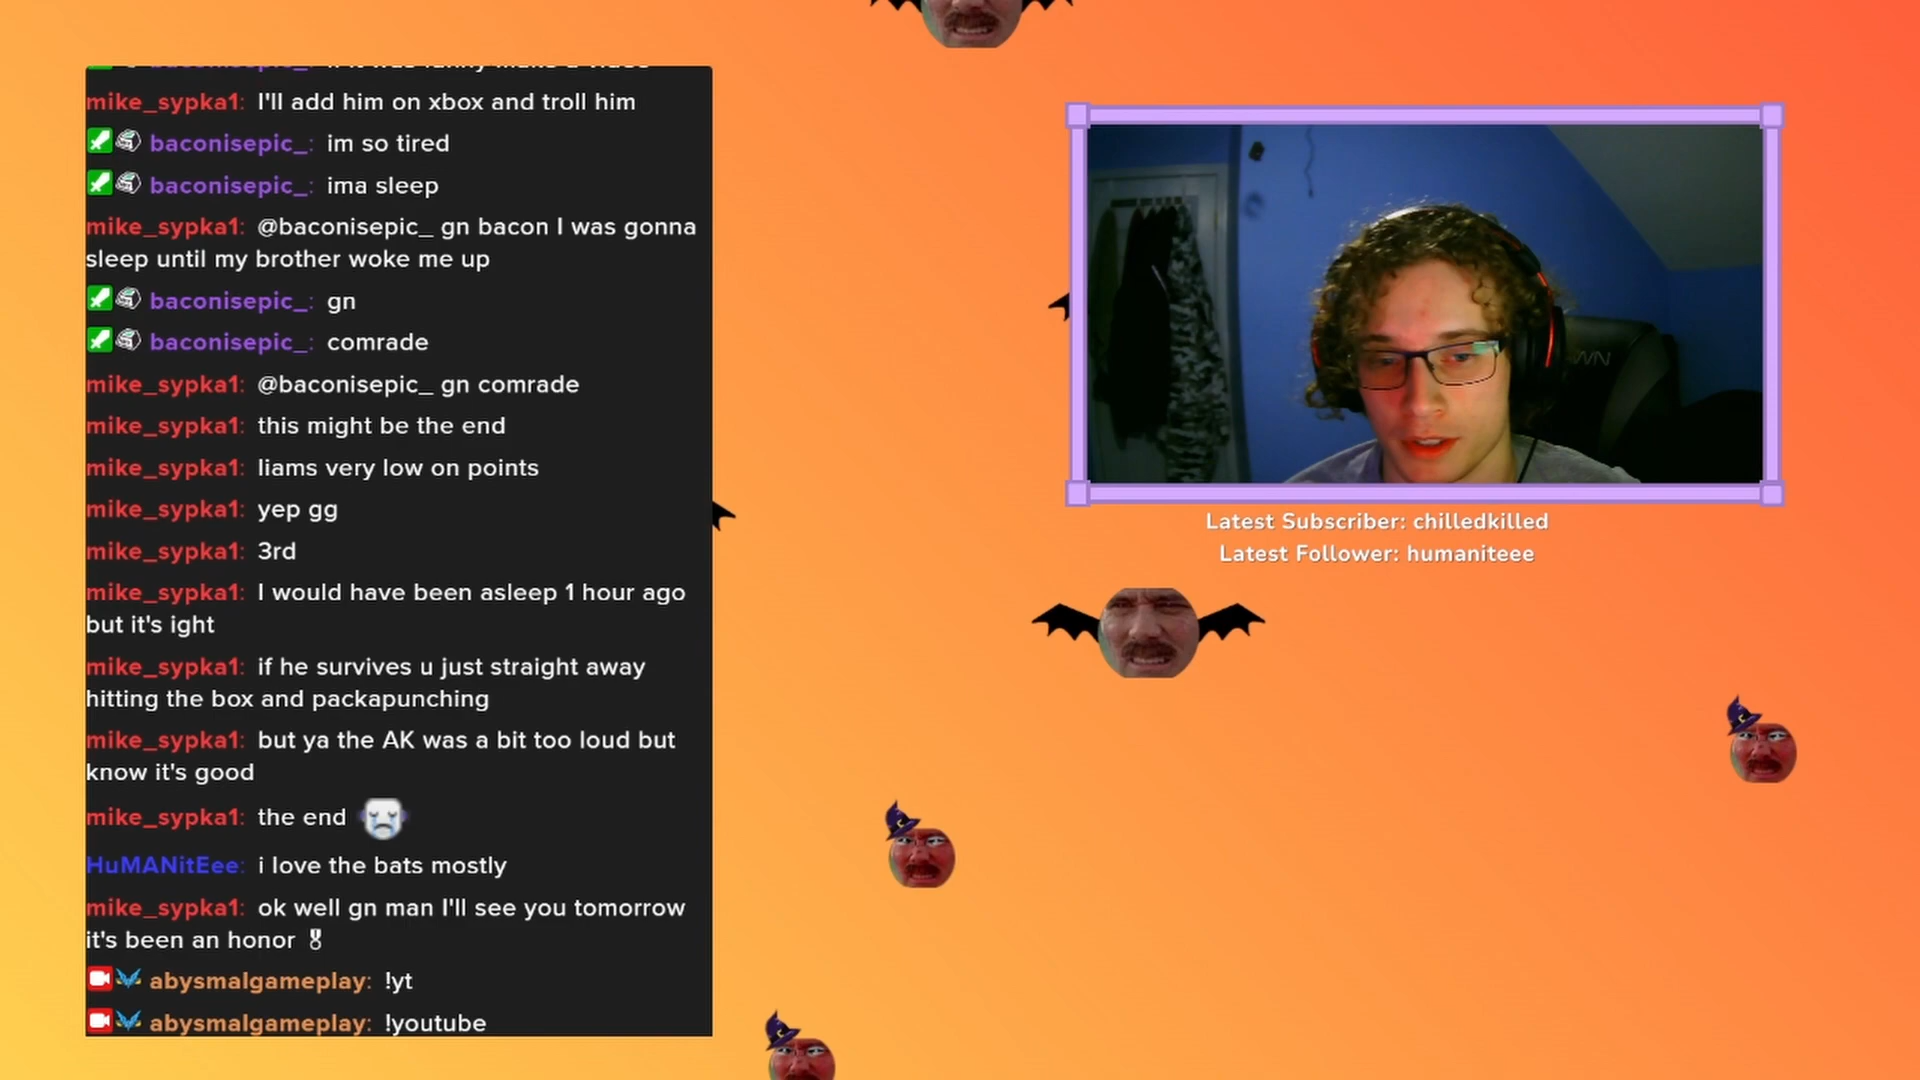 mike_sypka1: I'll add him on xbox and troll him
baconisepic_: im so tired
baconisepic_: ima sleep
mike_sypka1: @baconisepic_ gn bacon I was gonna
sleep until my brother woke me up
baconisepic_: gn
baconisepic_: comrade
mike_sypka1: @baconisepic_ gn comrade
mike_sypka1: this might be the end
mike_sypka1: liams very low on points
mike_sypka1: yep gg
mike_sypka1: 3rd
mike_sypka1: I would have been asleep 1 hour ago
but it's ight
mike_sypka1: if he survives u just straight away
hitting the box and packapunching
mike_sypka1: but ya the AK was a bit too loud but
know it's good
mike_sypka1: the end
HuMANitEee: i love the bats mostly
mike_sypka1: ok well gn man I'll see you tomorrow
it's been an honor 🎖
abysmalgameplay: !yt
abysmalgameplay: !youtube
Latest Subscriber: chilledkilled
Latest Follower: humaniteee